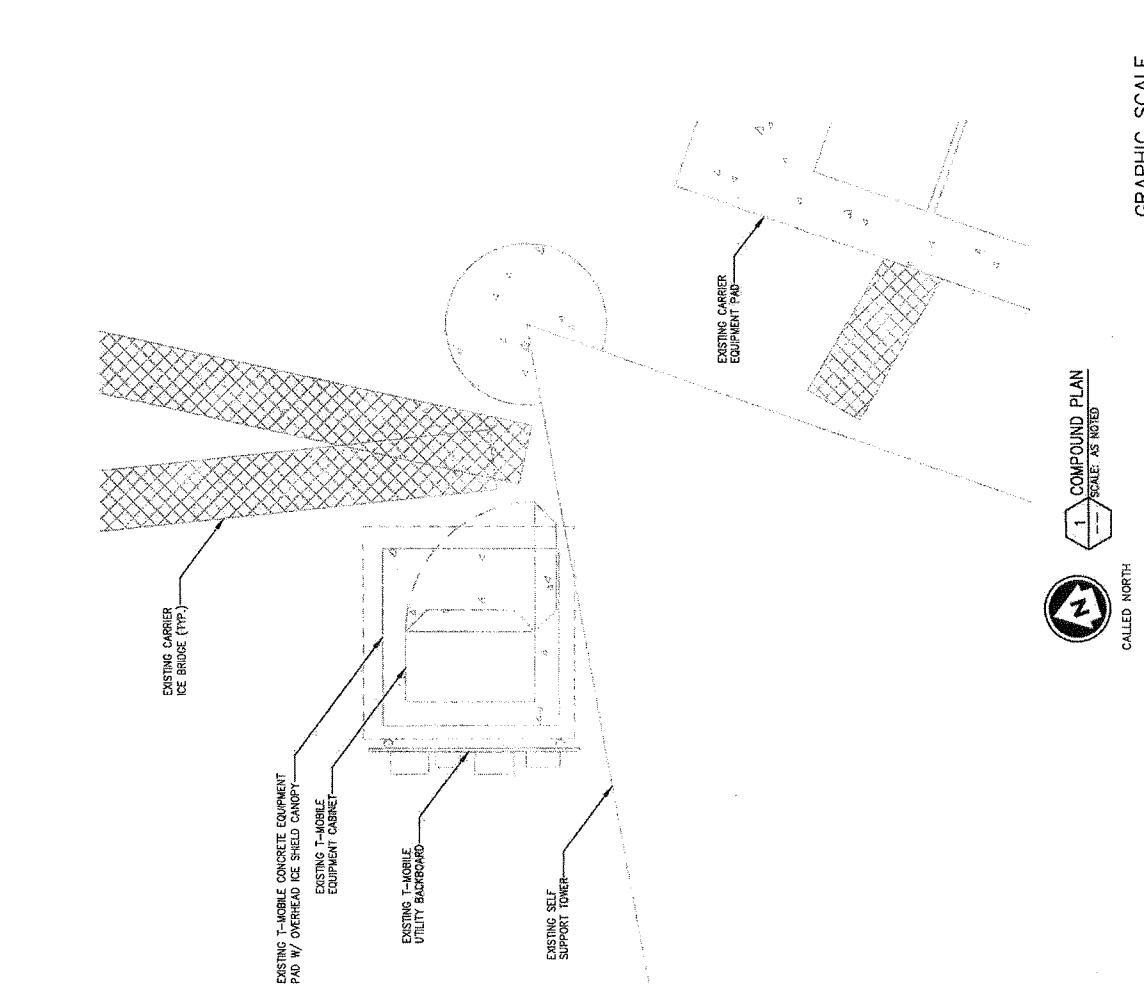 EXISTING CARRIER
ICE BRIDGE (TYP.)
EXISTING T-MOBILE CONCRETE EQUIPMENT
PAD W/ OVERHEAD ICE SHIELD CANOPY
EXISTING T-MOBILE
EQUIPMENT CABINET
EXISTING T-MOBILE
UTILITY BACKBOARD
EXISTING SELF
SUPPORT TOWER
EXISTING CARRIER
EQUIPMENT PAD
N
CALLED NORTH
1
COMPOUND PLAN
SCALE: AS NOTED
GRAPHIC SCALE